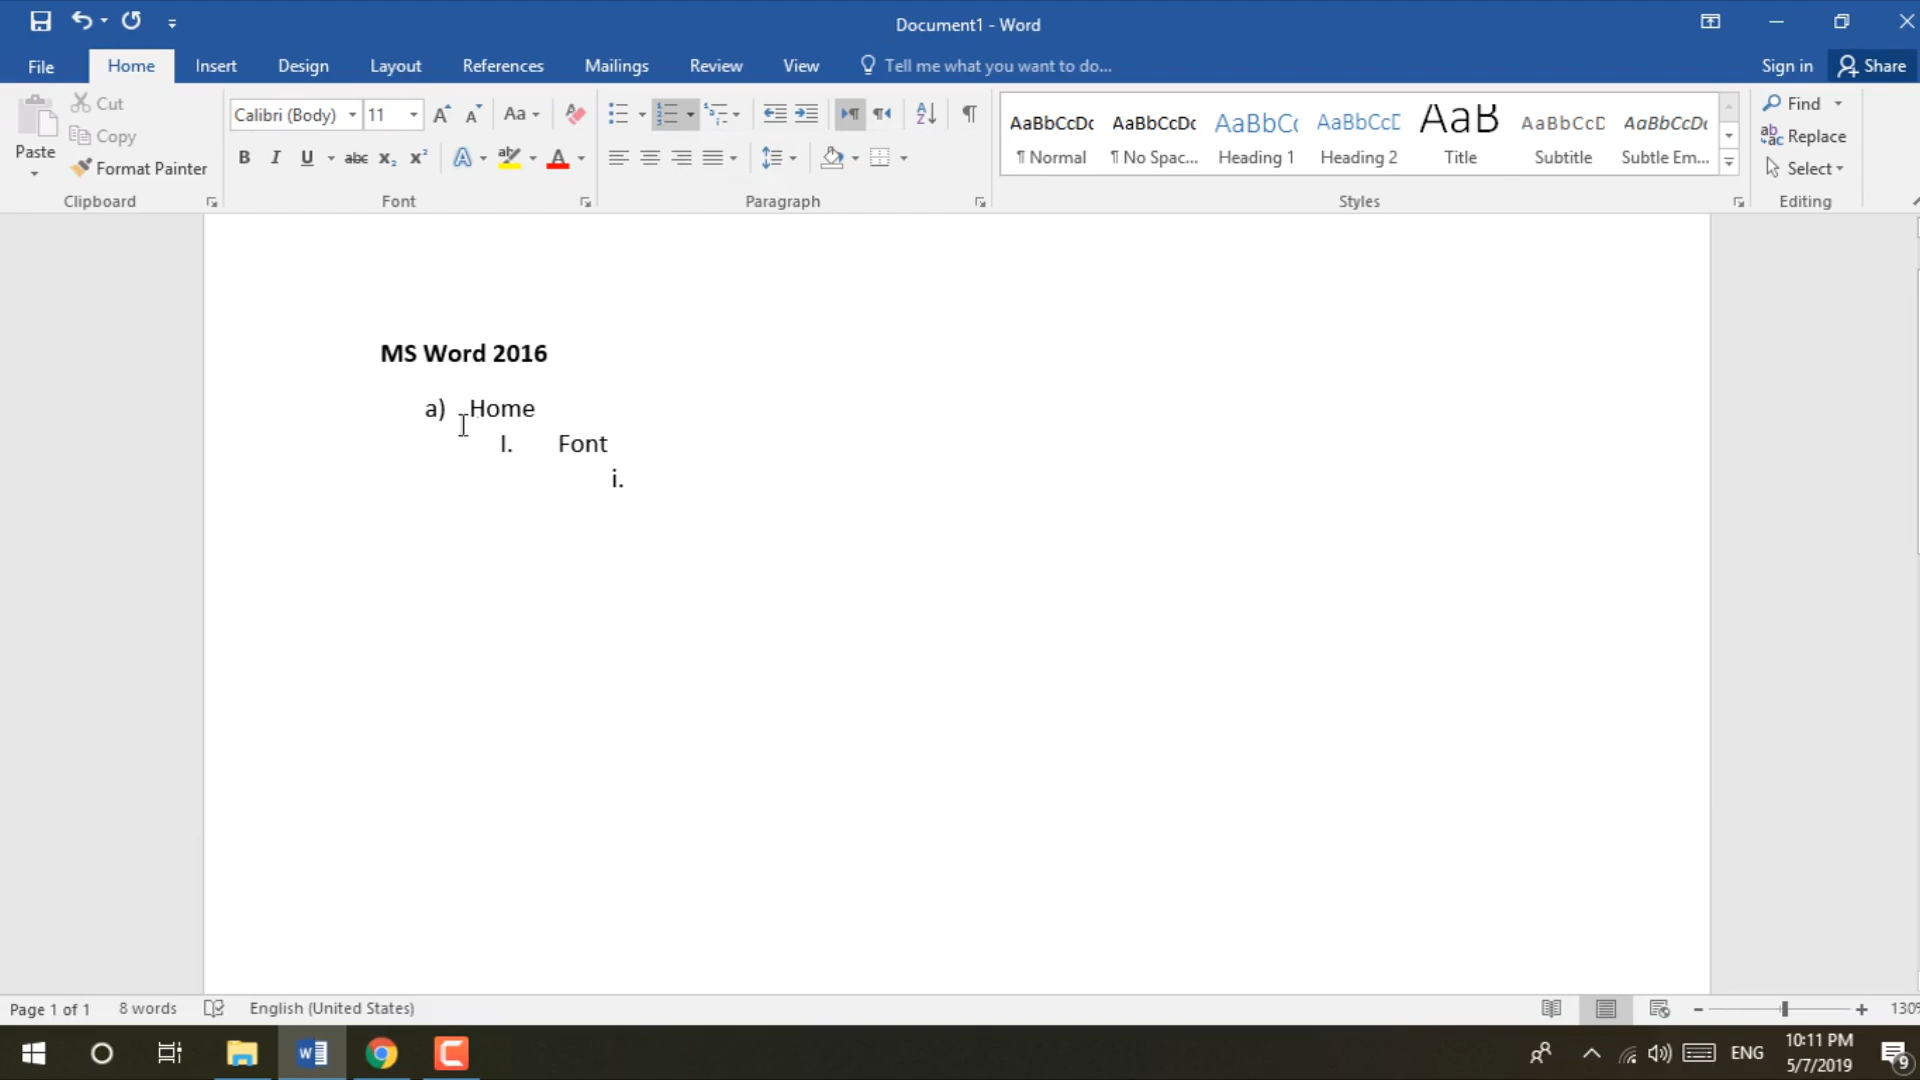 Document1 - Word
File Home Insert Design Layout References Mailings Review View Tell me what you want to do... Sign in Share
Paste
Cut
Copy
Format Painter
Clipboard
Calibri (Body) 11 Aa
B I U abc X₂ X² A A
Font
Paragraph
AaBbCcDc AaBbCcDc AaBbC AaBbCcD AaB AaBbCcD AaBbCcDc
¶ Normal ¶ No Spac... Heading 1 Heading 2 Title Subtitle Subtle Em...
Styles
Find
Replace
Select
Editing
MS Word 2016
a) Home
I. Font
i.
Page 1 of 1 8 words English (United States) 130%
ENG
10:11 PM
5/7/2019
9